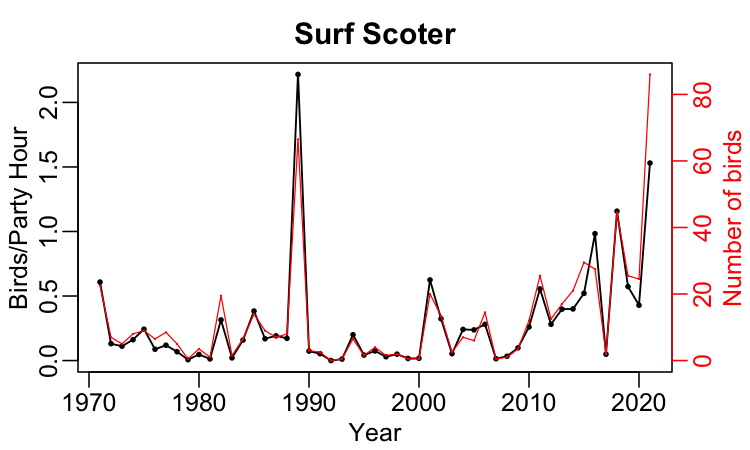 Surf Scoter
Birds/Party Hour
0.0 0.5 1.0 1.5 2.0
1970 1980 1990 2000 2010 2020
Year
0 20 40 60 80
Number of birds